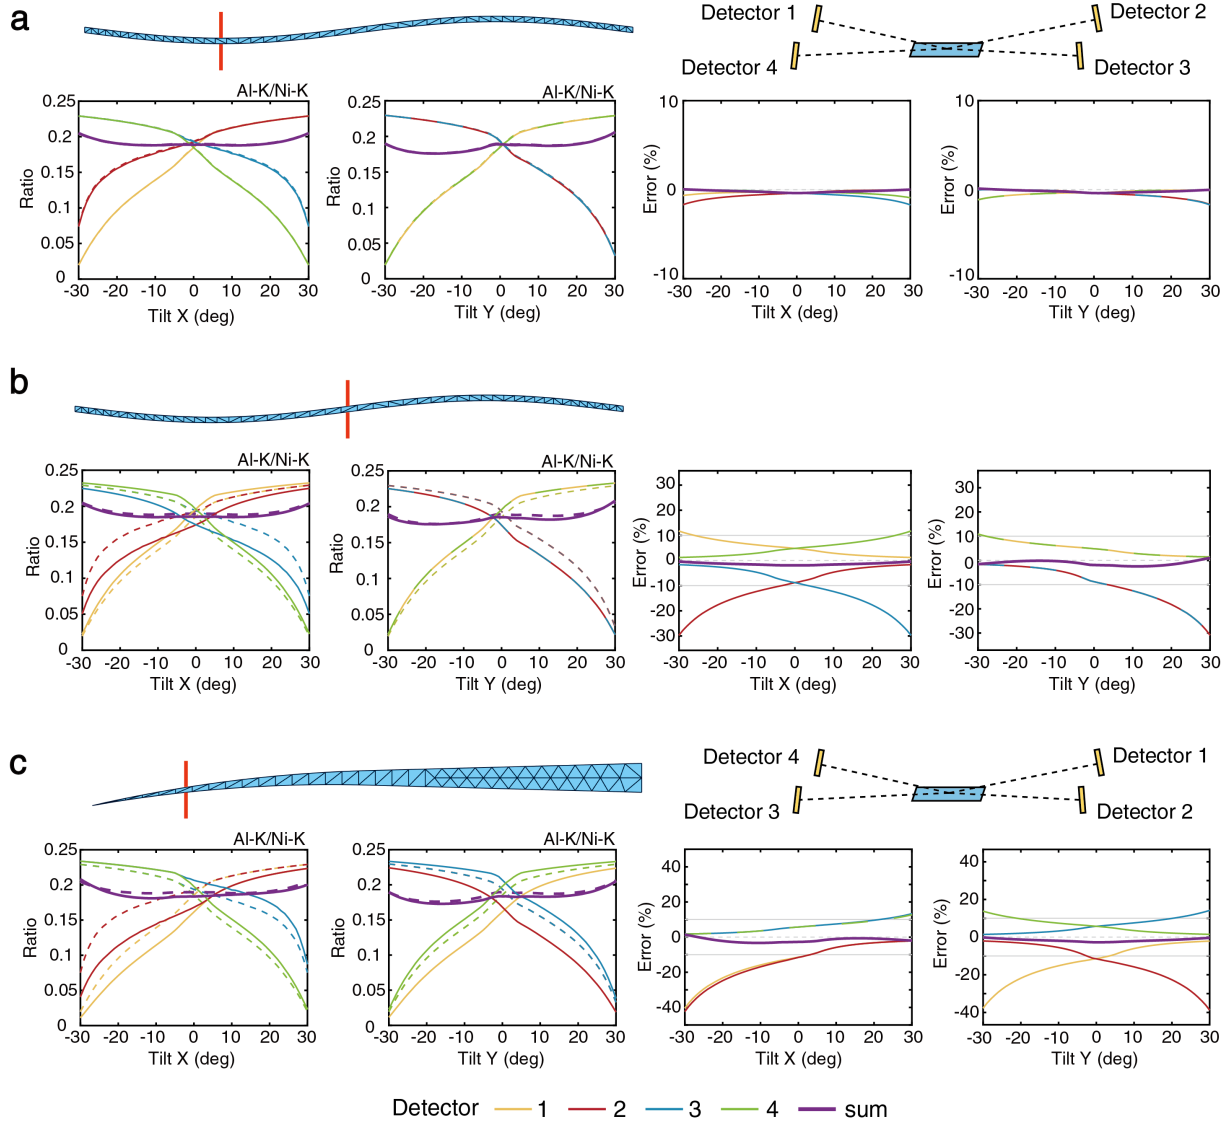 a
Detector 1
Detector 2
Detector 4
Detector 3
Al-K/Ni-K
Al-K/Ni-K
0.25
0.2
0.15
0.1
0.05
0
Ratio
-30 -20 -10 0 10 20 30
Tilt X (deg)
0.25
0.2
0.15
0.1
0.05
0
Ratio
-30 -20 -10 0 10 20 30
Tilt Y (deg)
10
0
-10
Error (%)
-30 -20 -10 0 10 20 30
Tilt X (deg)
10
0
-10
Error (%)
-30 -20 -10 0 10 20 30
Tilt Y (deg)
b
Al-K/Ni-K
Al-K/Ni-K
0.25
0.2
0.15
0.1
0.05
0
Ratio
-30 -20 -10 0 10 20 30
Tilt X (deg)
0.25
0.2
0.15
0.1
0.05
0
Ratio
-30 -20 -10 0 10 20 30
Tilt Y (deg)
30
20
10
0
-10
-20
-30
Error (%)
-30 -20 -10 0 10 20 30
Tilt X (deg)
30
20
10
0
-10
-20
-30
Error (%)
-30 -20 -10 0 10 20 30
Tilt Y (deg)
c
Detector 4
Detector 1
Detector 3
Detector 2
Al-K/Ni-K
Al-K/Ni-K
0.25
0.2
0.15
0.1
0.05
0
Ratio
-30 -20 -10 0 10 20 30
Tilt X (deg)
0.25
0.2
0.15
0.1
0.05
0
Ratio
-30 -20 -10 0 10 20 30
Tilt Y (deg)
40
20
0
-20
-40
Error (%)
-30 -20 -10 0 10 20 30
Tilt X (deg)
40
20
0
-20
-40
Error (%)
-30 -20 -10 0 10 20 30
Tilt Y (deg)
Detector 1 2 3 4 sum